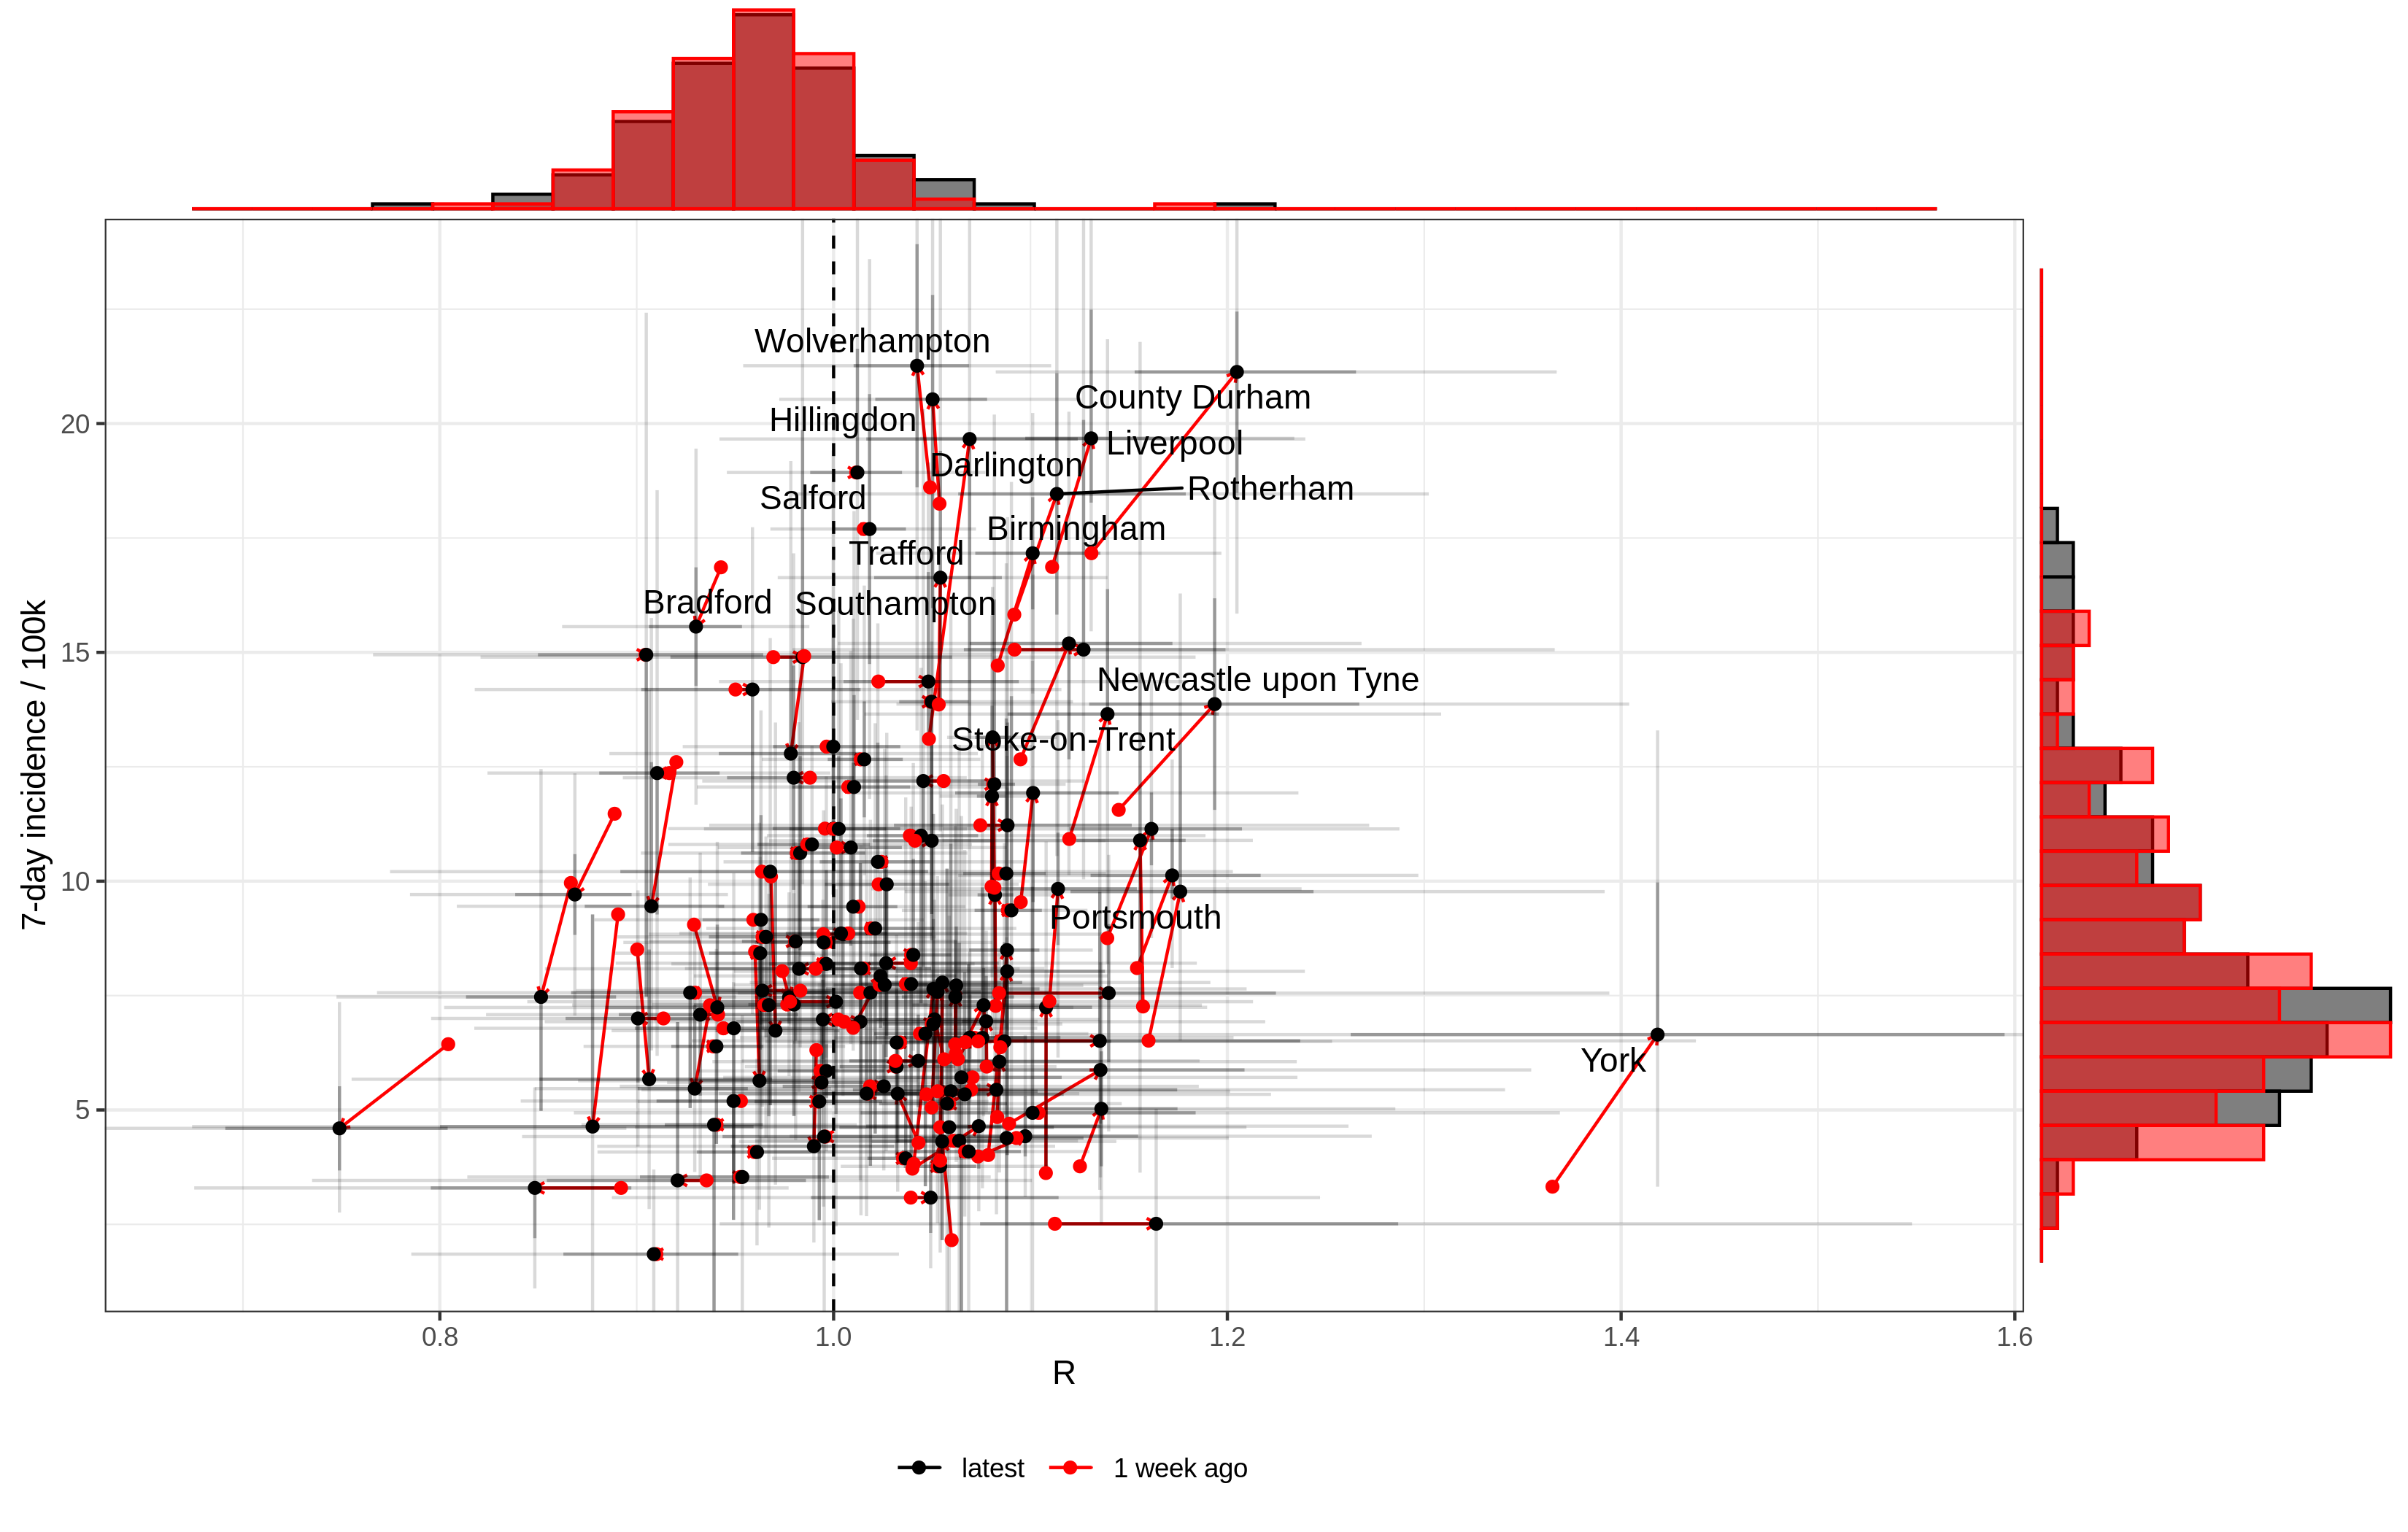 Wolverhampton
County Durham
Hillingdon
Liverpool
Darlington
Rotherham
Salford
Birmingham
Trafford
Bradford
Southampton
Newcastle upon Tyne
Stoke-on-Trent
Portsmouth
York
20
15
10
5
7-day incidence / 100k
0.8
1.0
1.2
1.4
1.6
R
latest
1 week ago